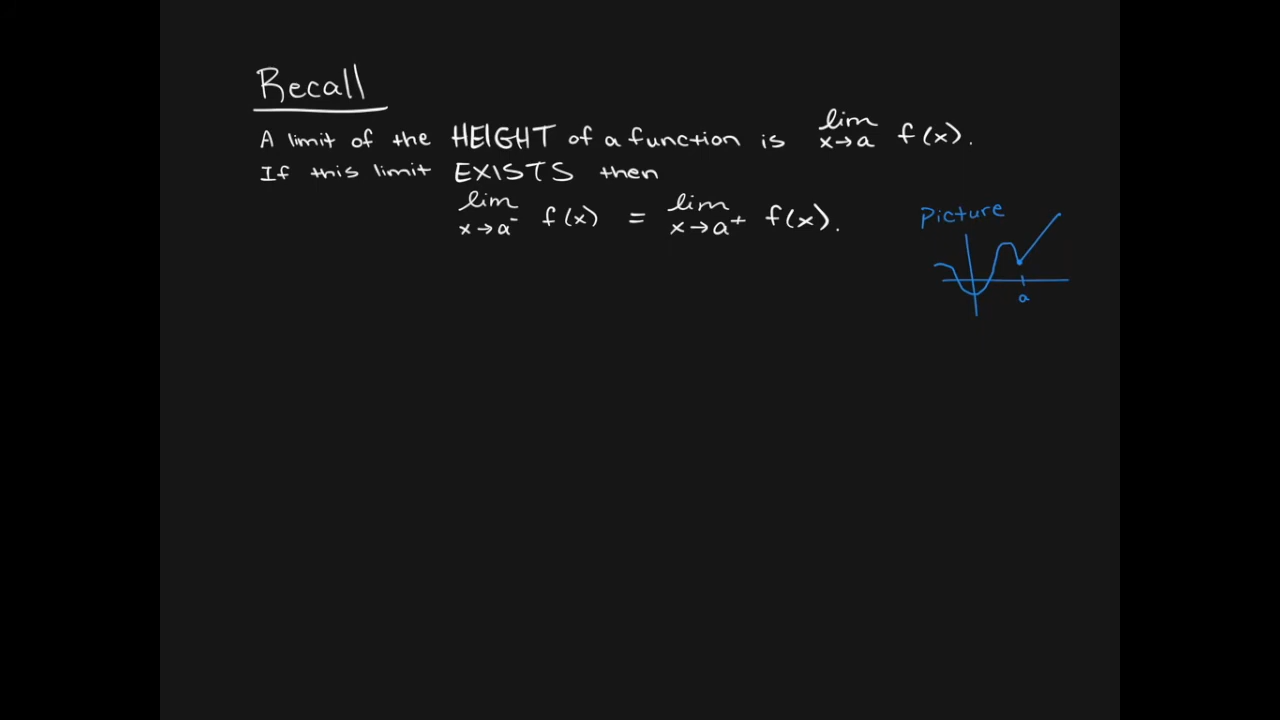 Recall
A limit of the HEIGHT of a function is lim x→a f(x).
If this limit EXISTS then
lim x→a⁻ f(x) = lim x→a⁺ f(x).
Picture
a